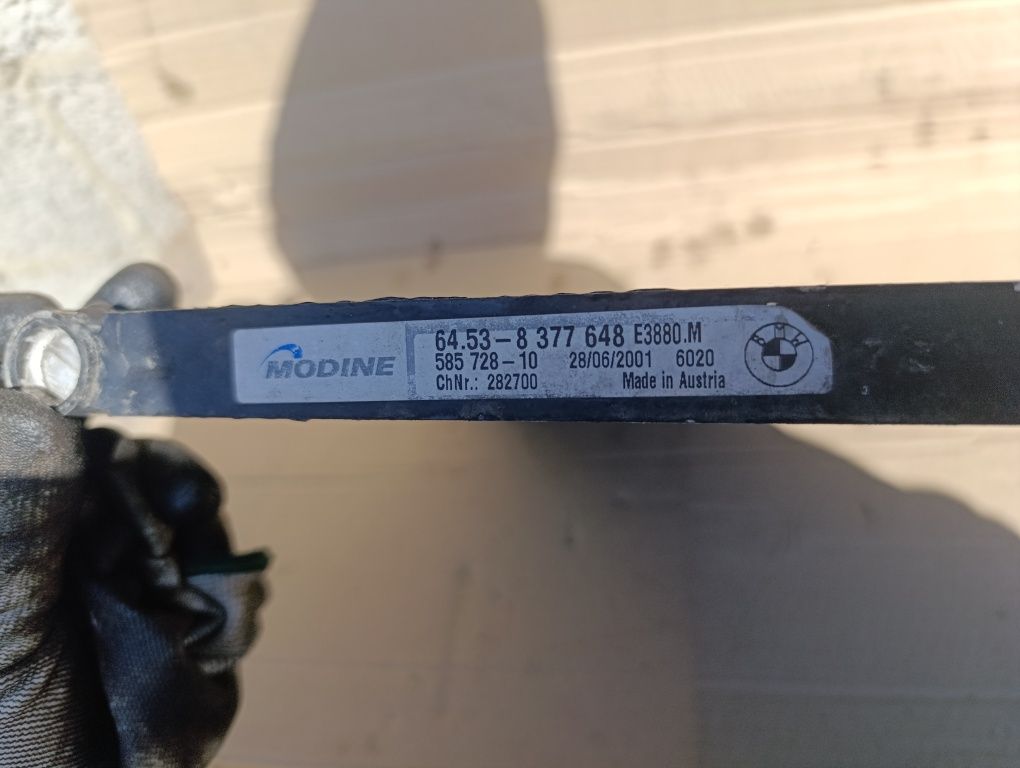 MODINE
64.53-8 377 648 E3880.M
585 728-10 28/06/2001 6020
ChNr.: 282700 Made in Austria
BMW